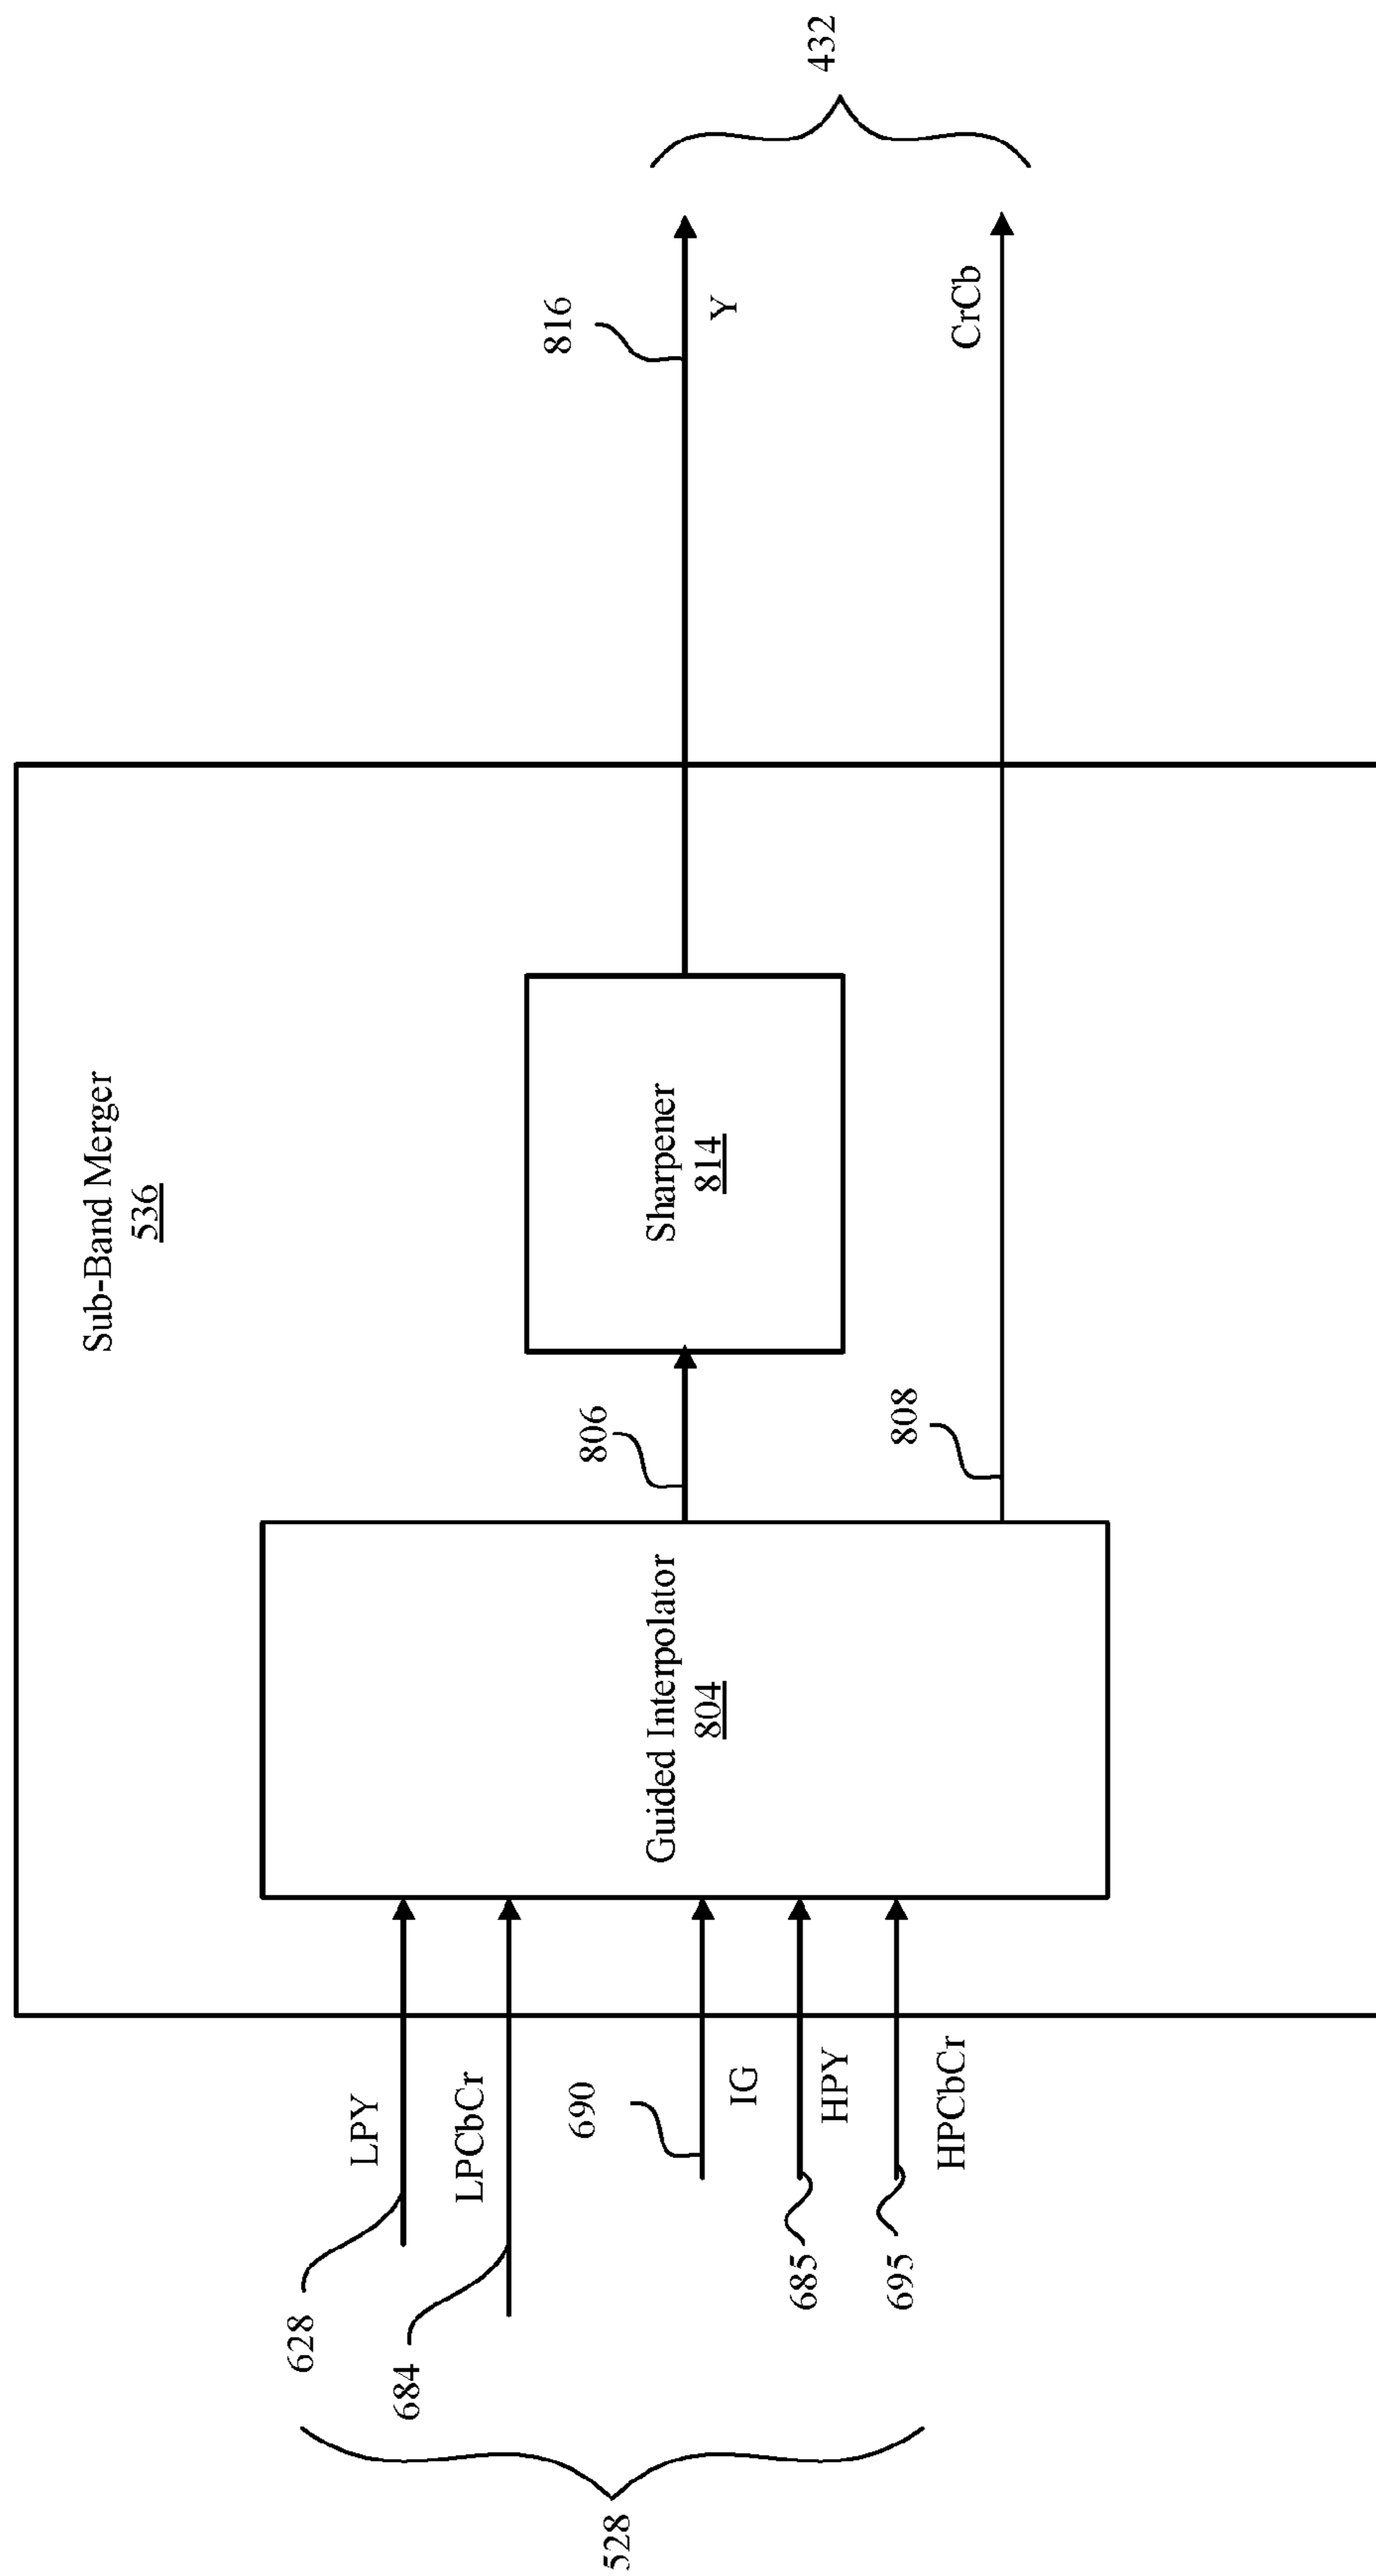 Sub-Band Merger
536
528
628
LPY
684
LPCbCr
690
IG
685
HPY
695
HPCbCr
Guided Interpolator
804
806
808
Sharpener
814
816
Y
CrCb
432